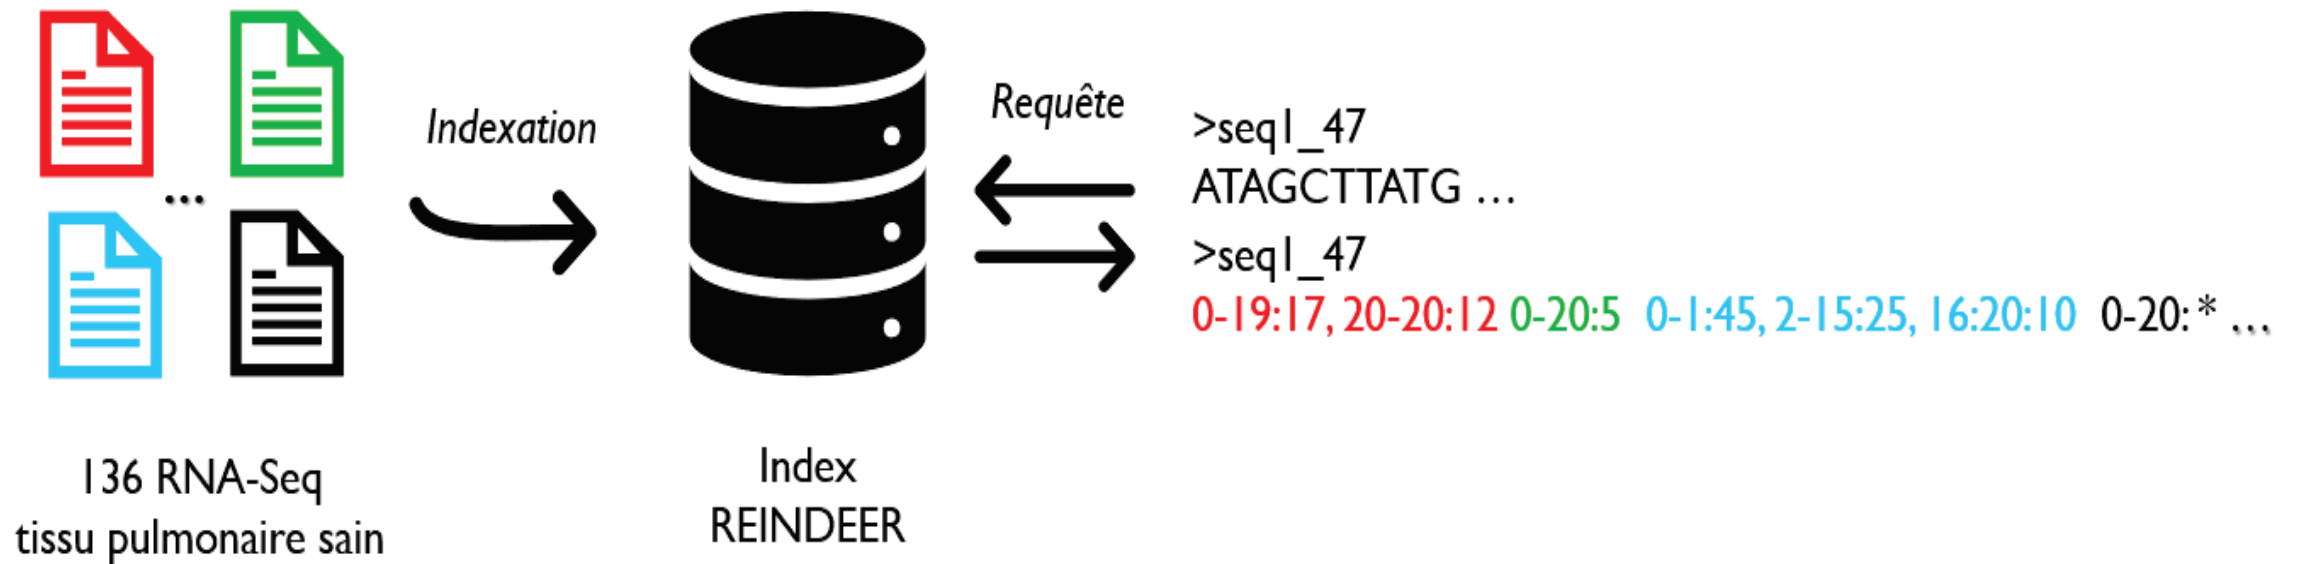 Indexation
Requête
>seq1_47
ATAGCTTATG ...
>seq1_47
0-19:17, 20-20:12 0-20:5 0-1:45, 2-15:25, 16:20:10 0-20: * ...
...
136 RNA-Seq
tissu pulmonaire sain
Index
REINDEER